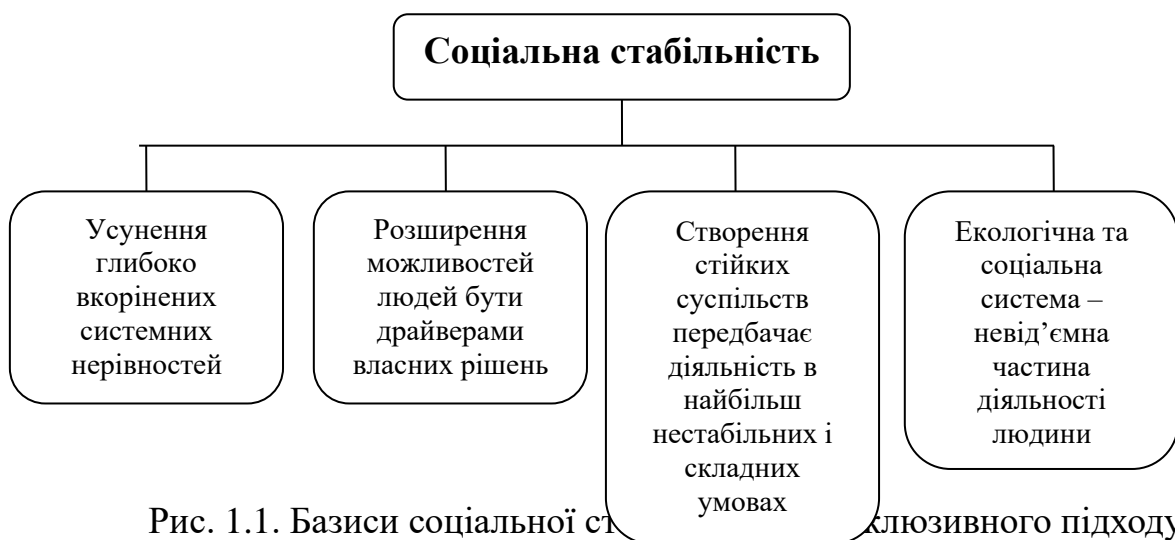 Соціальна стабільність
Усунення
глибоко
вкорінених
системних
нерівностей
Розширення
можливостей
людей бути
драйверами
власних рішень
Створення
стійких
суспільств
передбачає
діяльність в
найбільш
нестабільних і
складних
умовах
Екологічна та
соціальна
система –
невід’ємна
частина
діяльності
людини
Рис. 1.1. Базиси соціальної підходу